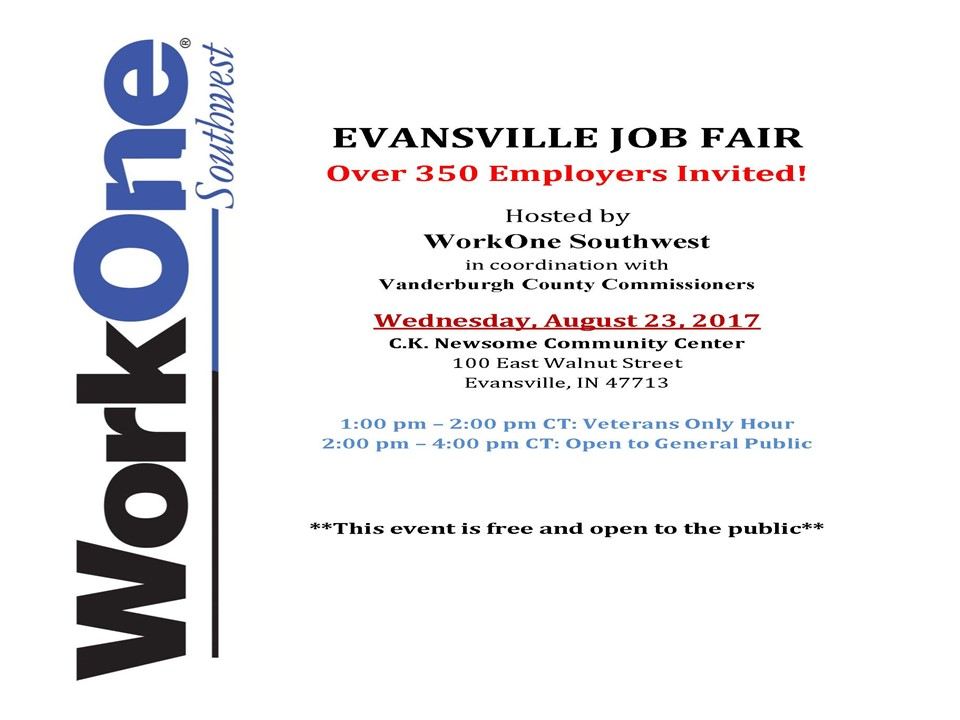 WorkOne®
Southwest
EVANSVILLE JOB FAIR
Over 350 Employers Invited!
Hosted by
WorkOne Southwest
in coordination with
Vanderburgh County Commissioners
Wednesday, August 23, 2017
C.K. Newsome Community Center
100 East Walnut Street
Evansville, IN 47713
1:00 pm – 2:00 pm CT: Veterans Only Hour
2:00 pm – 4:00 pm CT: Open to General Public
**This event is free and open to the public**